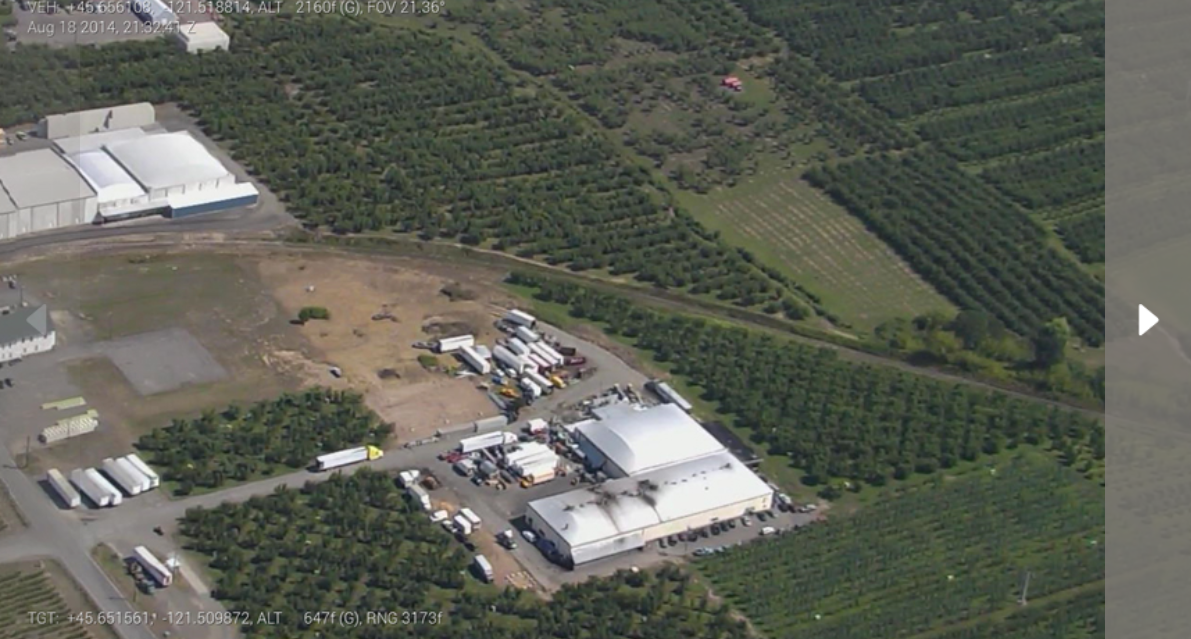 VEH: +45.656108, -121.518814, ALT 2160f (G), FOV 21.36°
Aug 18 2014, 21:32:41 Z
TGT: +45.651561, -121.509872, ALT 647f (G), RNG 3173f